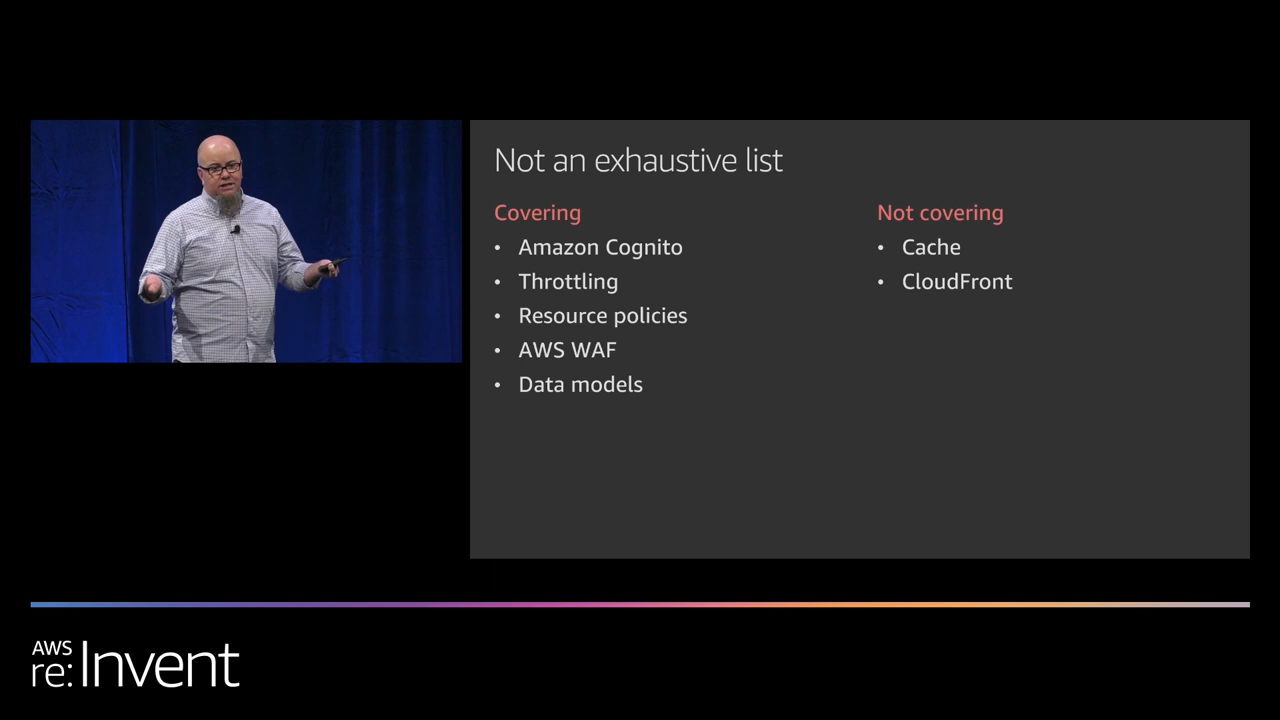 Not an exhaustive list
Covering
• Amazon Cognito
• Throttling
• Resource policies
• AWS WAF
• Data models
Not covering
• Cache
• CloudFront
AWS
re:Invent